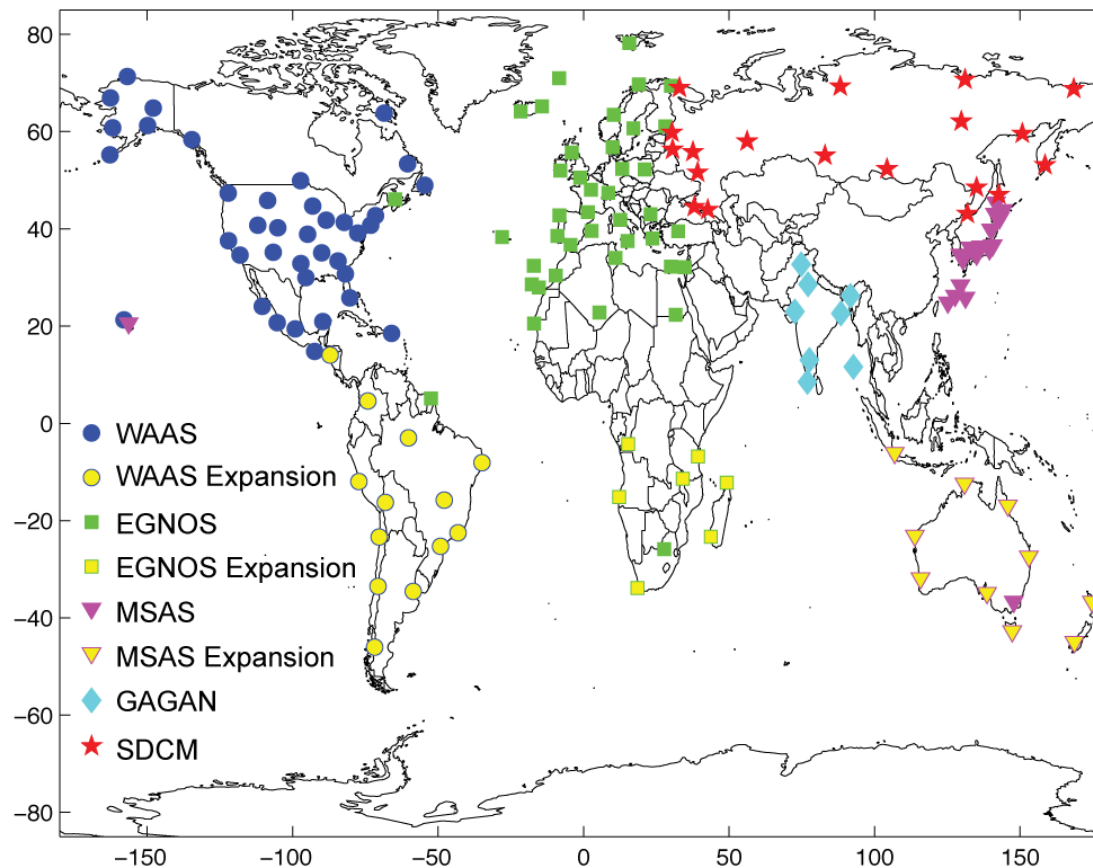 80
60
40
20
0
−20
−40
−60
−80
WAAS
WAAS Expansion
EGNOS
EGNOS Expansion
MSAS
MSAS Expansion
GAGAN
SDCM
−150 −100 −50 0 50 100 150